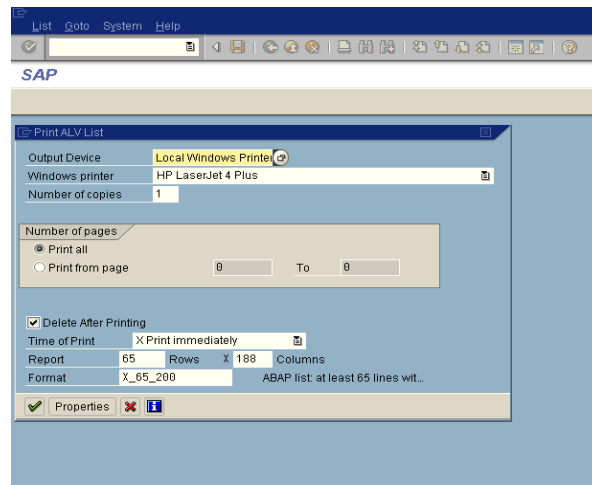 List Goto System Help
SAP
Print ALV List
Output Device Local Windows Printer
Windows printer HP LaserJet 4 Plus
Number of copies 1
Number of pages
Print all
Print from page 0 To 0
Delete After Printing
Time of Print X Print immediately
Report 65 Rows X 188 Columns
Format X_65_200 ABAP list: at least 65 lines wit...
Properties